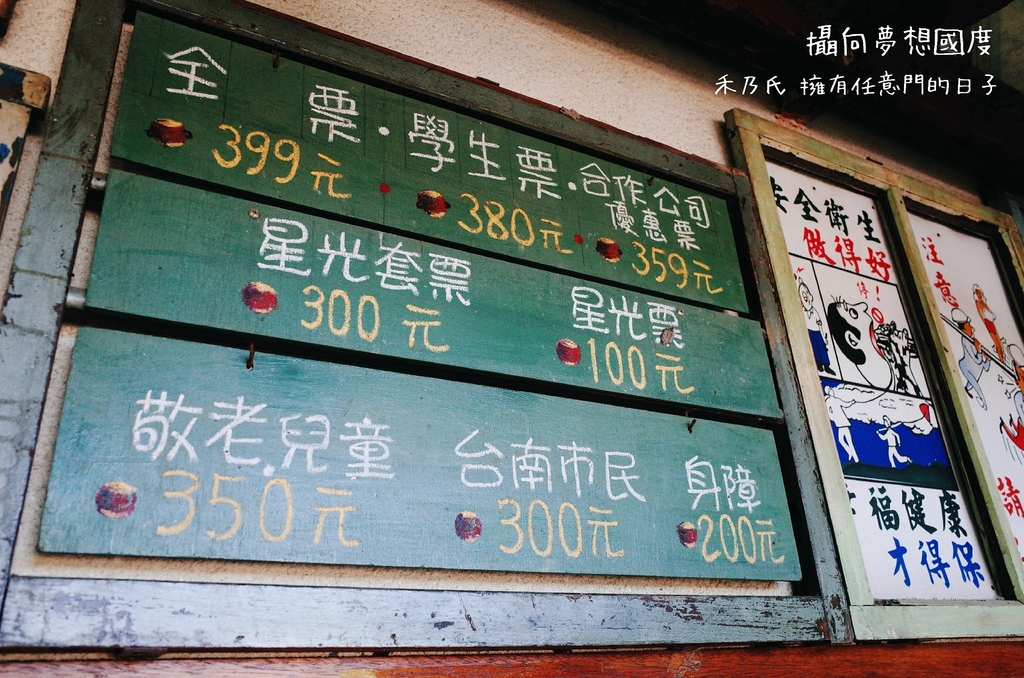 攝向夢想國度
禾乃氏 擁有任意門的日子
全票・學生票・合作公司
優惠票
399元 380元 359元
星光套票 星光票
300元 100元
敬老.兒童 台南市民 身障
350元 300元 200元
安全衛生
做得好
停!
福健康
才得保
注意
請